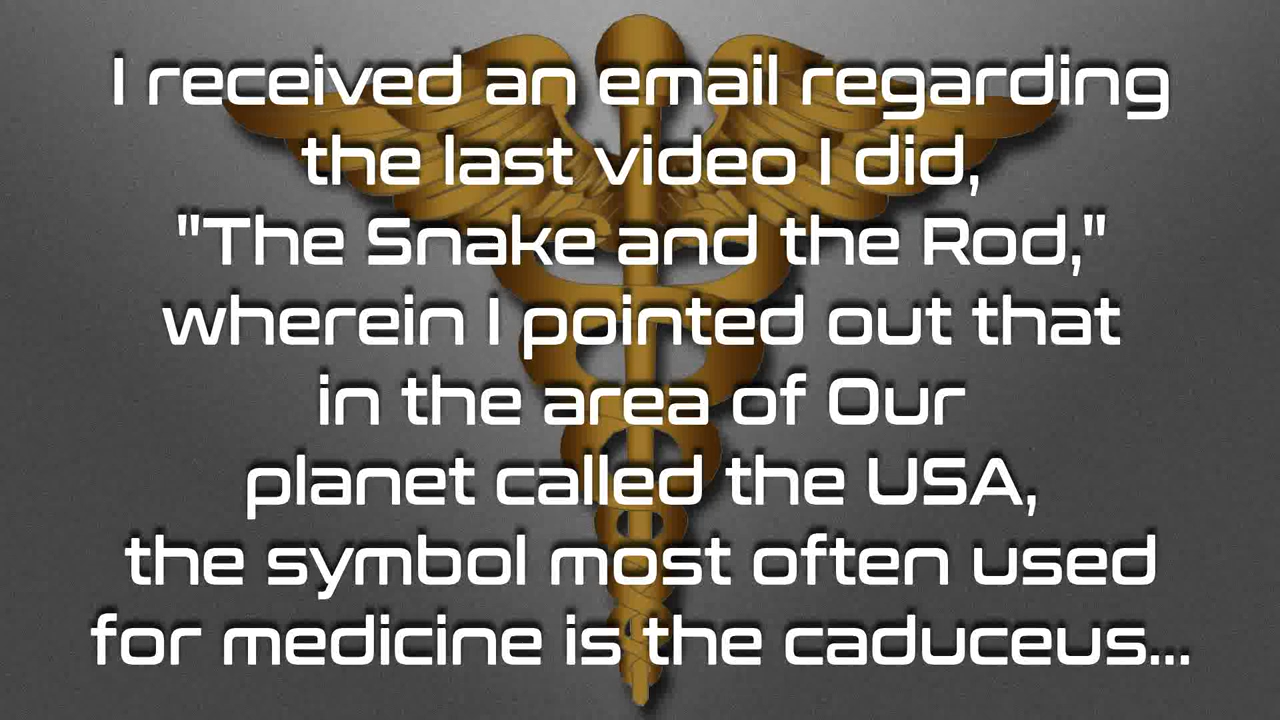 I received an email regarding
the last video I did,
"The Snake and the Rod,"
wherein I pointed out that
in the area of Our
planet called the USA,
the symbol most often used
for medicine is the caduceus...